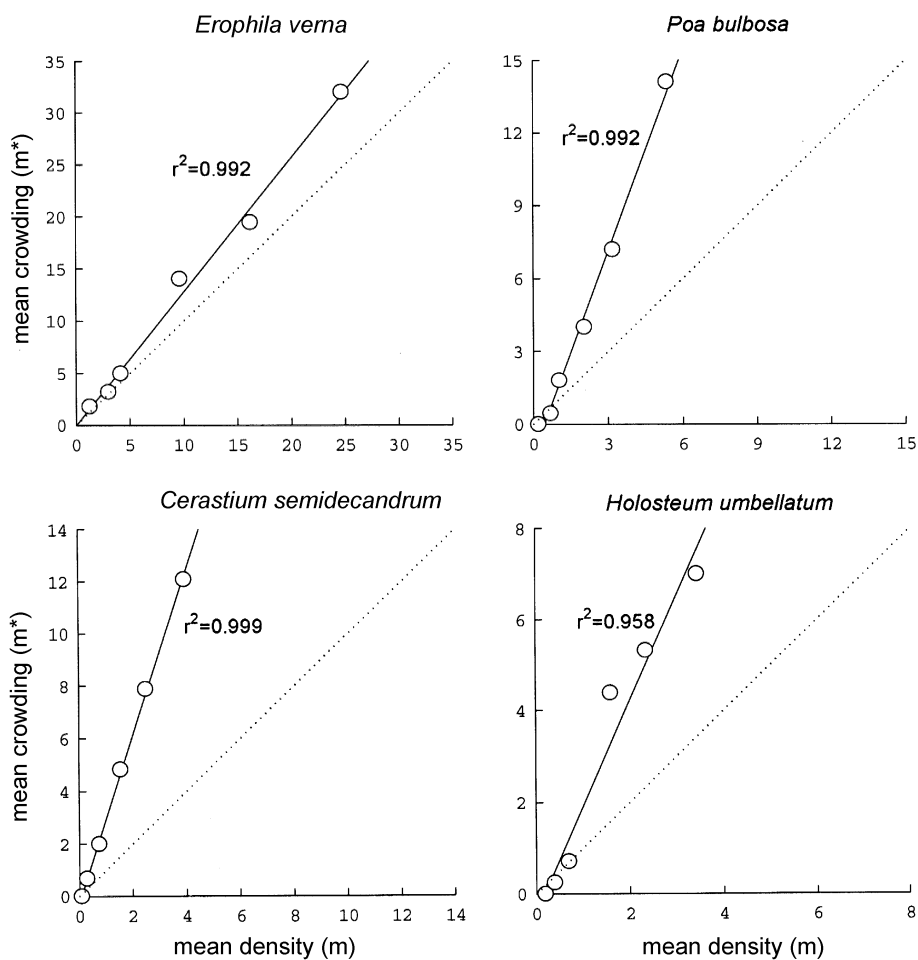 Erophila verna
Poa bulbosa
35
30
25
20
15
10
5
0
mean crowding (m*)
r²=0.992
0 5 10 15 20 25 30 35
15
12
9
6
3
0
r²=0.992
0 3 6 9 12 15
Cerastium semidecandrum
Holosteum umbellatum
14
12
10
8
6
4
2
0
mean crowding (m*)
r²=0.999
0 2 4 6 8 10 12 14
mean density (m)
8
6
4
2
0
r²=0.958
0 2 4 6 8
mean density (m)